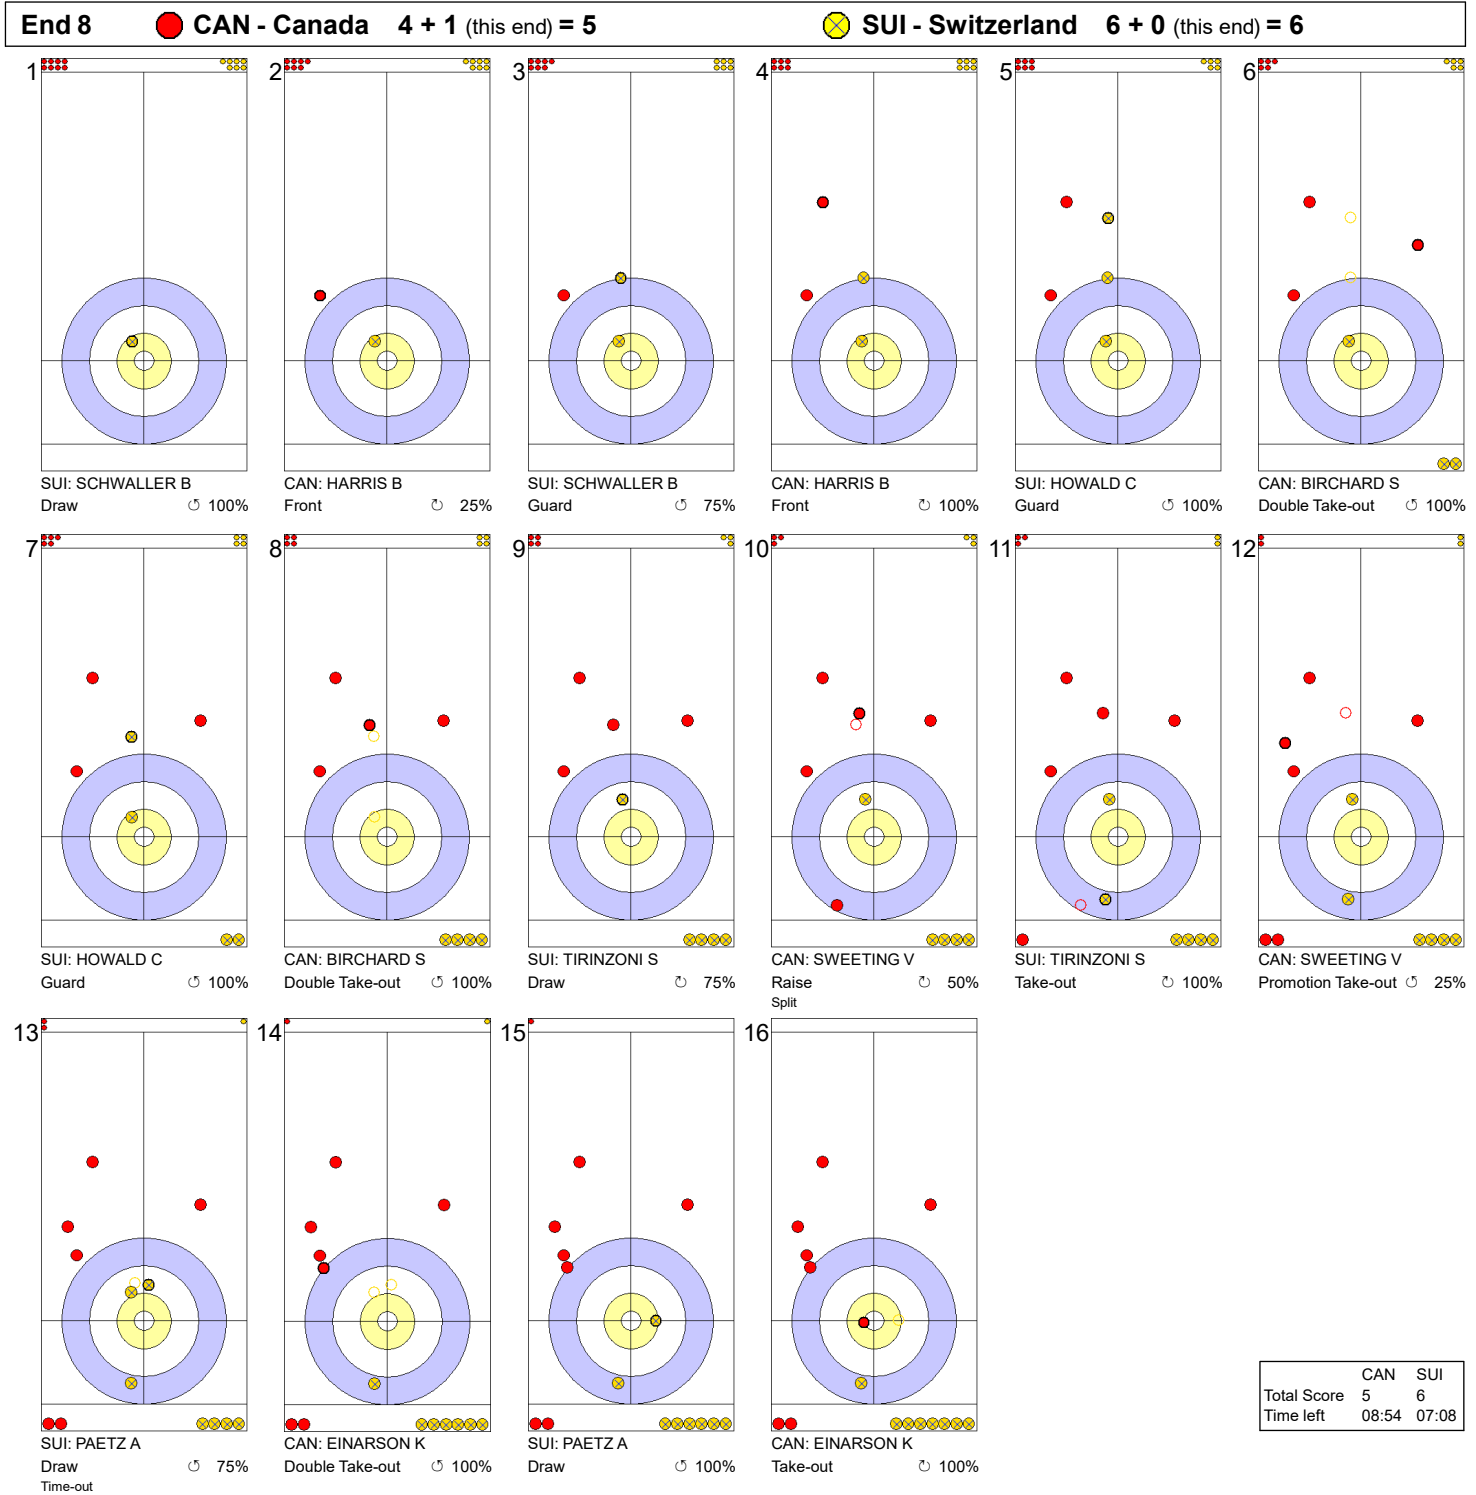 End 8 CAN - Canada 4 + 1 (this end) = 5 SUI - Switzerland 6 + 0 (this end) = 6
1 2 3 4 5 6
SUI: SCHWALLER B CAN: HARRIS B SUI: SCHWALLER B CAN: HARRIS B SUI: HOWALD C CAN: BIRCHARD S
Draw ↺ 100% Front ↻ 25% Guard ↺ 75% Front ↻ 100% Guard ↺ 100% Double Take-out ↺ 100%
7 8 9 10 11 12
SUI: HOWALD C CAN: BIRCHARD S SUI: TIRINZONI S CAN: SWEETING V SUI: TIRINZONI S CAN: SWEETING V
Guard ↺ 100% Double Take-out ↺ 100% Draw ↻ 75% Raise ↻ 50% Take-out ↻ 100% Promotion Take-out ↺ 25%
Split
13 14 15 16
CAN SUI
Total Score 5 6
Time left 08:54 07:08
SUI: PAETZ A CAN: EINARSON K SUI: PAETZ A CAN: EINARSON K
Draw ↺ 75% Double Take-out ↺ 100% Draw ↺ 100% Take-out ↻ 100%
Time-out